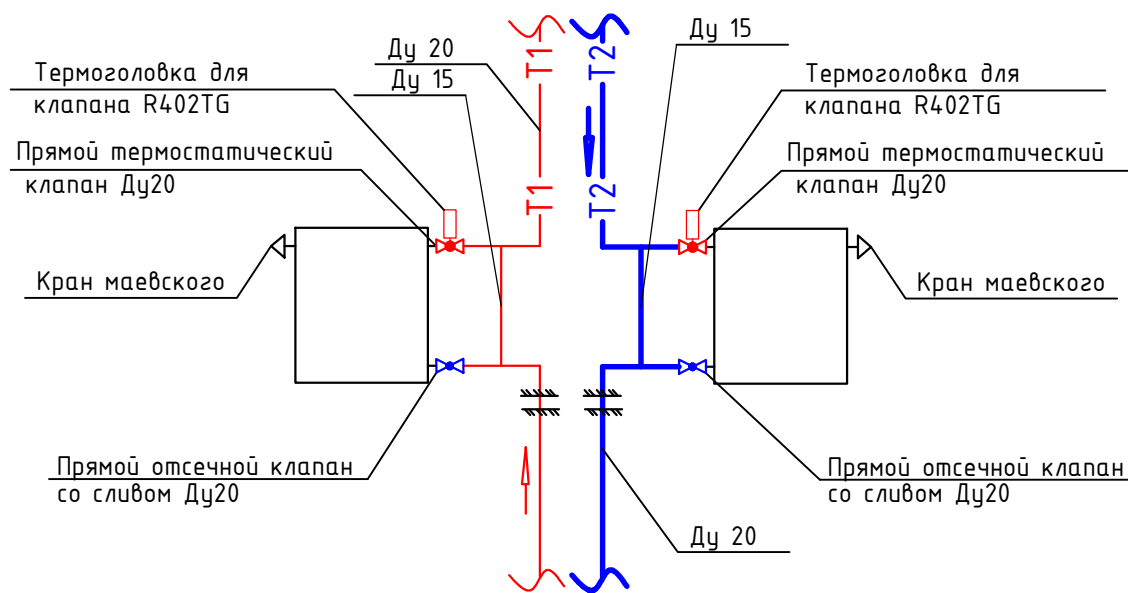 Ду 20
Ду 15
Термоголовка для
клапана R402TG
Прямой термостатический
клапан Ду20
Кран маевского
Прямой отсечной клапан
со сливом Ду20
T1
T1
T2
T2
Ду 15
Термоголовка для
клапана R402TG
Прямой термостатический
клапан Ду20
Кран маевского
Прямой отсечной клапан
со сливом Ду20
Ду 20